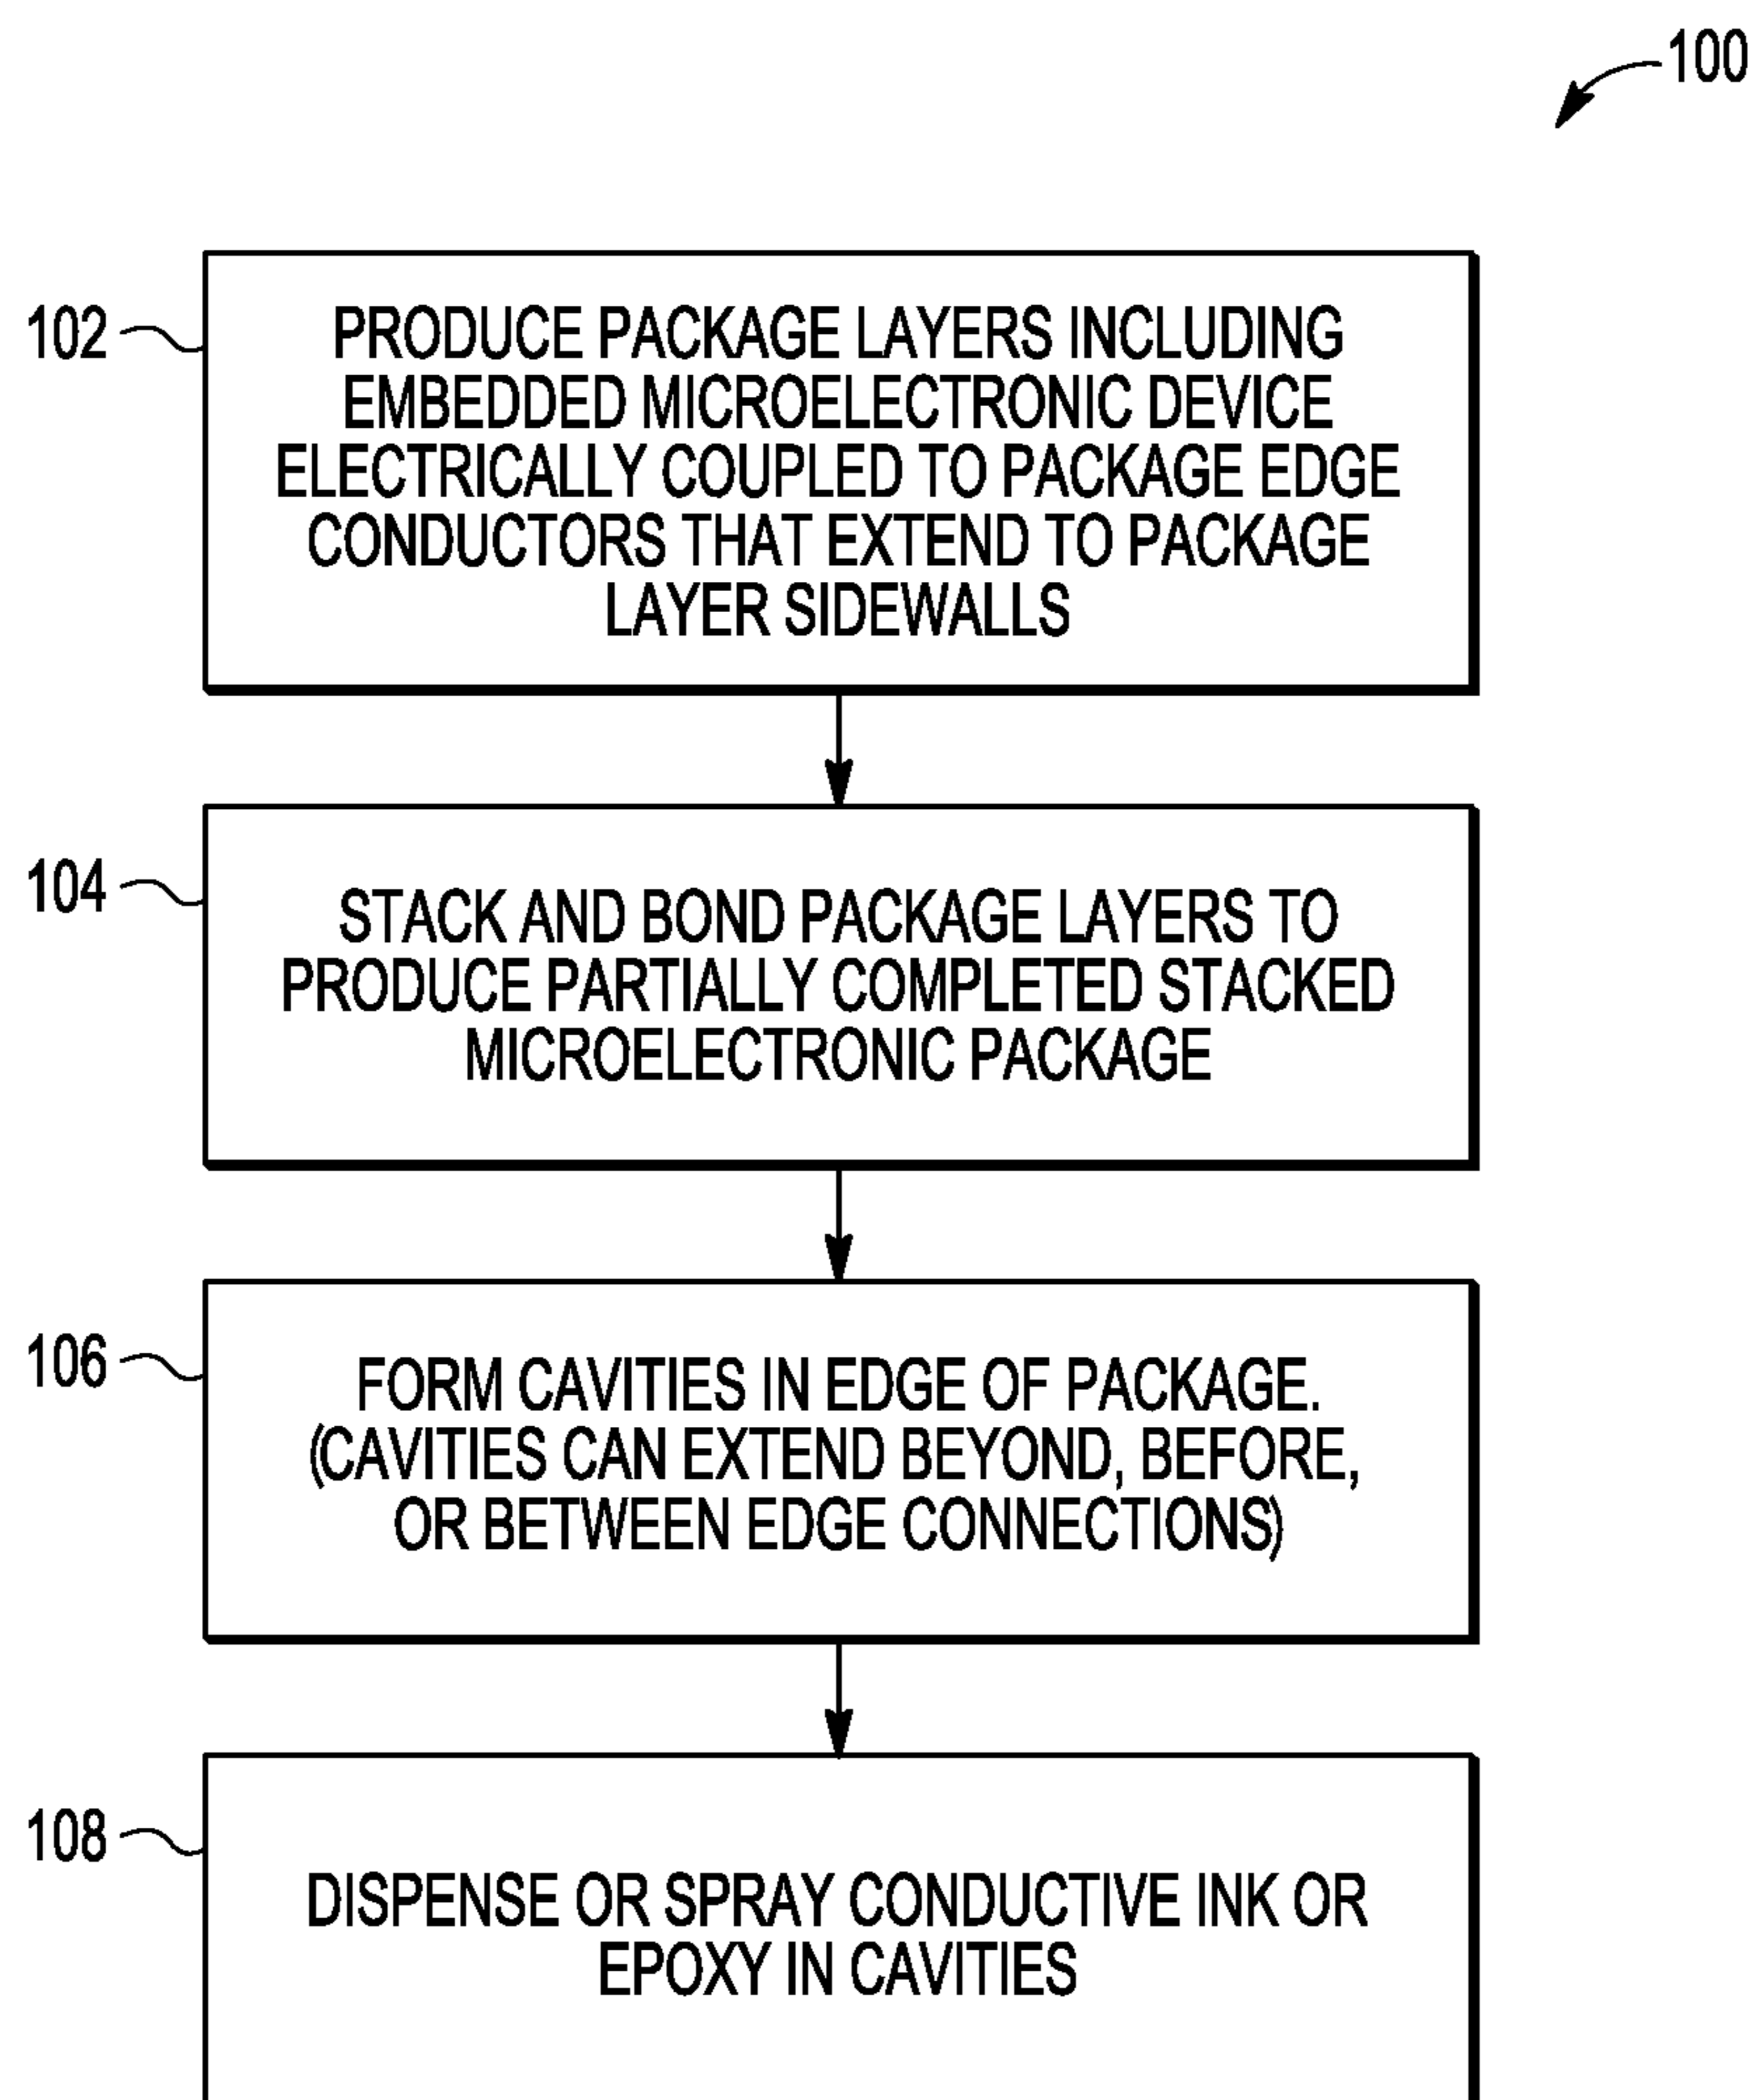 100
102
PRODUCE PACKAGE LAYERS INCLUDING
EMBEDDED MICROELECTRONIC DEVICE
ELECTRICALLY COUPLED TO PACKAGE EDGE
CONDUCTORS THAT EXTEND TO PACKAGE
LAYER SIDEWALLS
104
STACK AND BOND PACKAGE LAYERS TO
PRODUCE PARTIALLY COMPLETED STACKED
MICROELECTRONIC PACKAGE
106
FORM CAVITIES IN EDGE OF PACKAGE.
(CAVITIES CAN EXTEND BEYOND, BEFORE,
OR BETWEEN EDGE CONNECTIONS)
108
DISPENSE OR SPRAY CONDUCTIVE INK OR
EPOXY IN CAVITIES